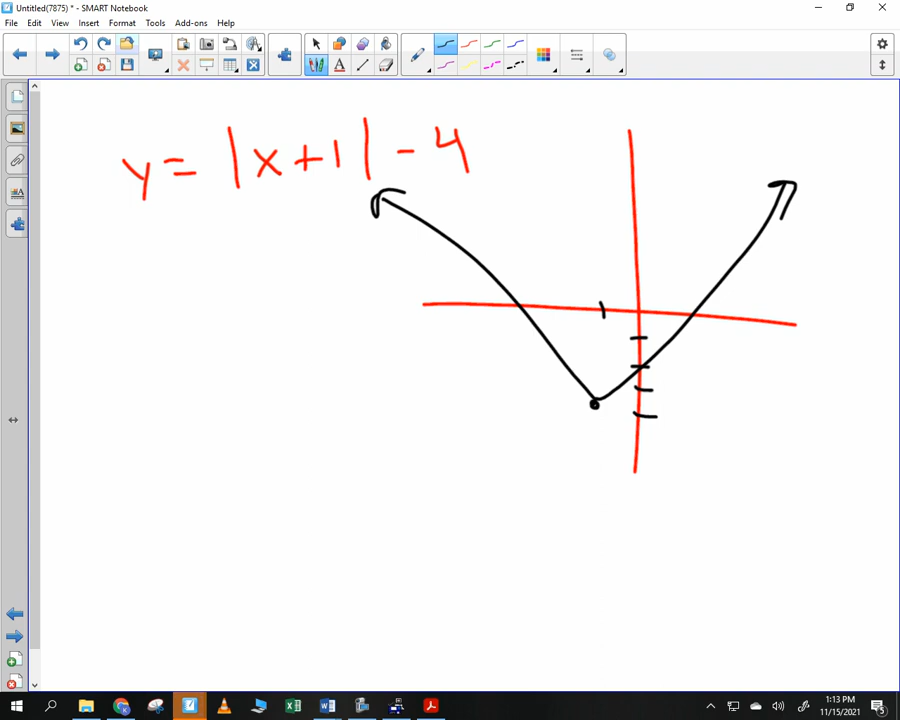 Untitled(7875) * - SMART Notebook
File Edit View Insert Format Tools Add-ons Help
y = |x + 1| - 4
1:13 PM
11/15/2021
5